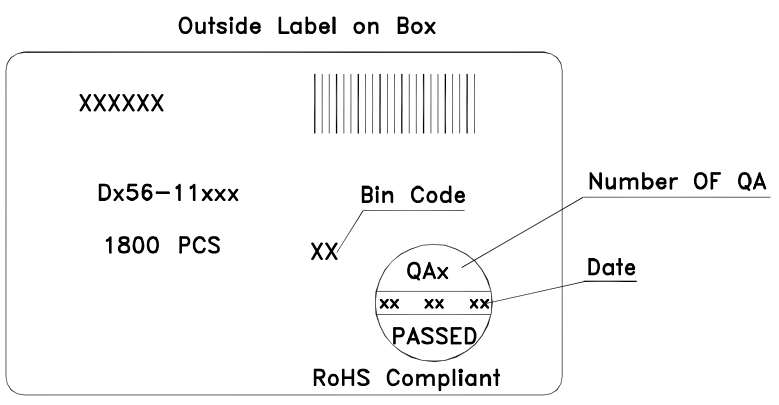 Outside Label on Box
XXXXXX
Dx56-11xxx
Bin Code
Number OF QA
1800 PCS
XX
QAx
Date
xx xx xx
PASSED
RoHS Compliant